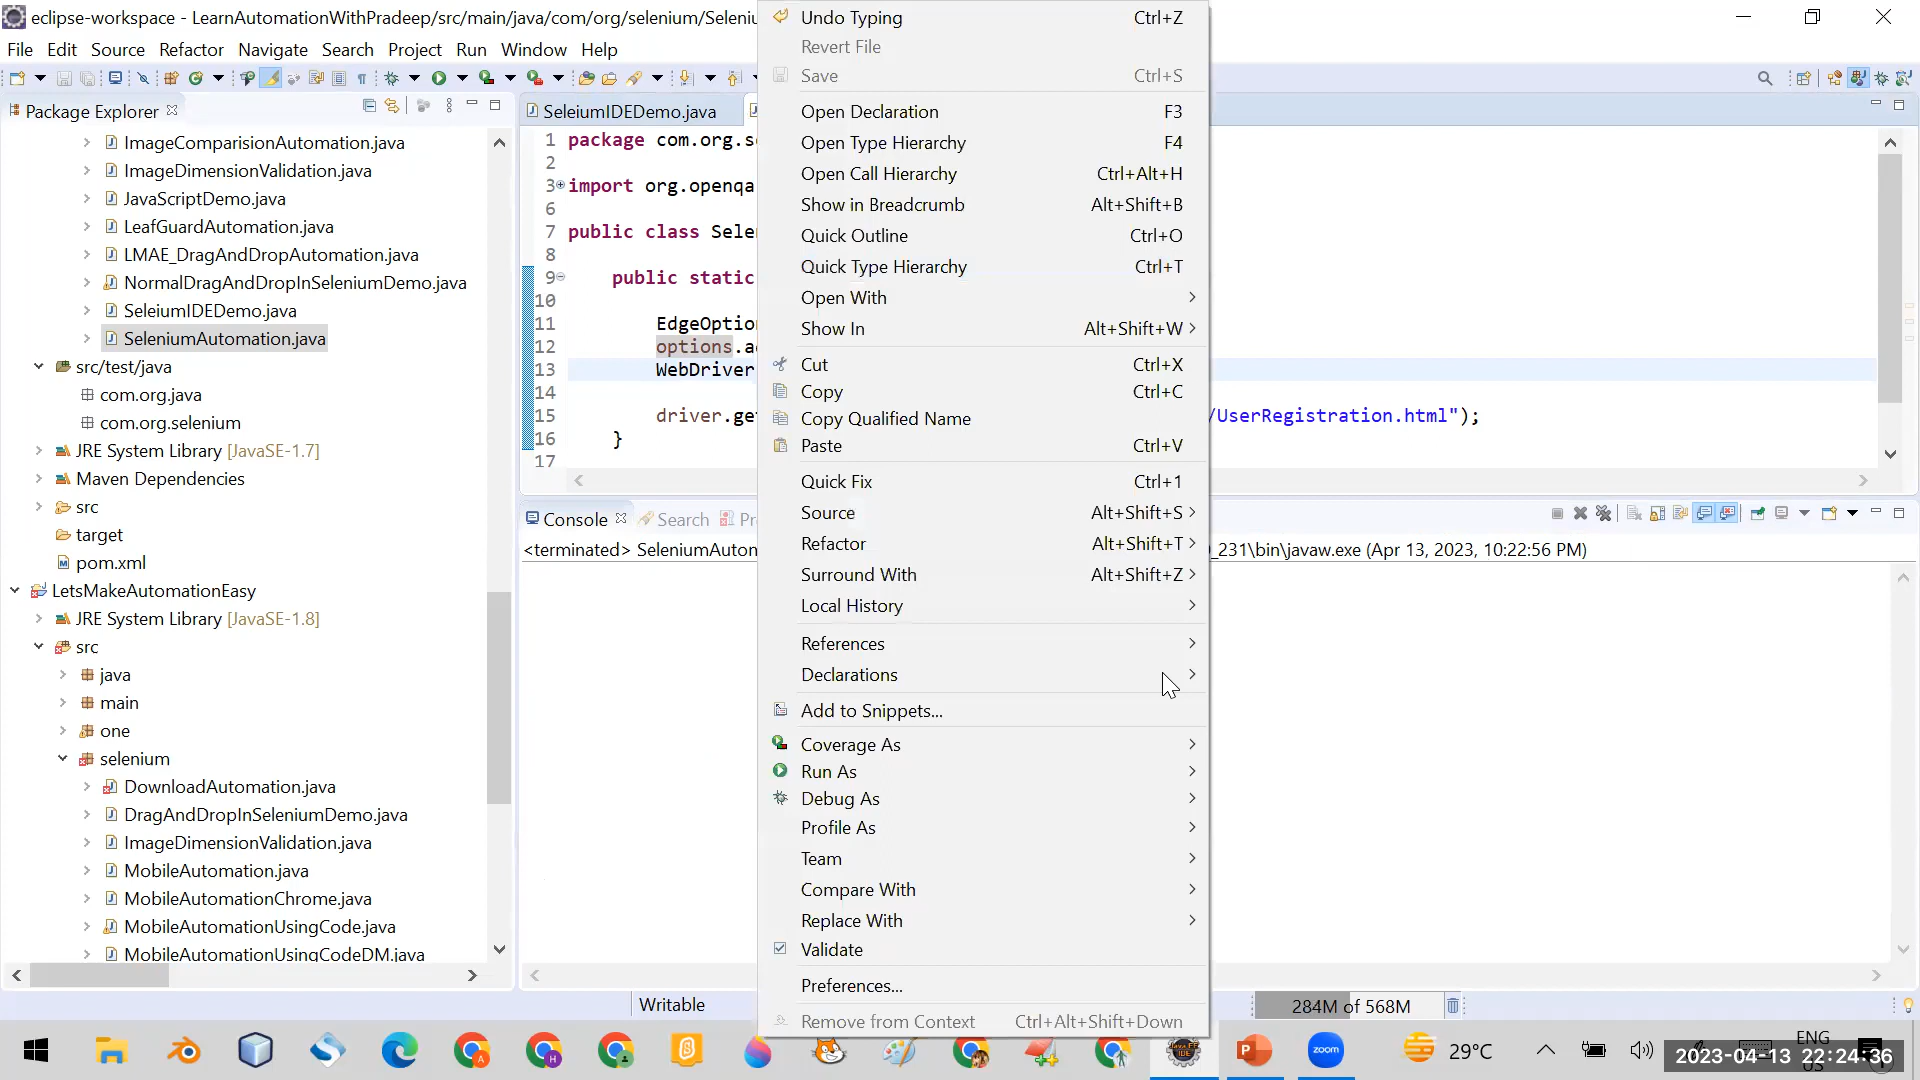 eclipse-workspace - LearnAutomationWithPradeep/src/main/java/com/org/selenium/Seleniu
File Edit Source Refactor Navigate Search Project Run Window Help
Package Explorer
ImageComparisionAutomation.java
ImageDimensionValidation.java
JavaScriptDemo.java
LeafGuardAutomation.java
LMAE_DragAndDropAutomation.java
NormalDragAndDropInSeleniumDemo.java
SeleiumIDEDemo.java
SeleniumAutomation.java
src/test/java
com.org.java
com.org.selenium
JRE System Library [JavaSE-1.7]
Maven Dependencies
src
target
pom.xml
LetsMakeAutomationEasy
JRE System Library [JavaSE-1.8]
src
java
main
one
selenium
DownloadAutomation.java
DragAndDropInSeleniumDemo.java
ImageDimensionValidation.java
MobileAutomation.java
MobileAutomationChrome.java
MobileAutomationUsingCode.java
MobileAutomationUsingCodeDM.java
SeleiumIDEDemo.java
1 package com.org.s
2
3 import org.openqa
6
7 public class Sele
8
9 public static
10
11 EdgeOptio
12 options.a
13 WebDriver
14
15 driver.ge /UserRegistration.html");
16 }
17
Console Search Pr
<terminated> SeleniumAuton _231\bin\javaw.exe (Apr 13, 2023, 10:22:56 PM)
Undo Typing Ctrl+Z
Revert File
Save Ctrl+S
Open Declaration F3
Open Type Hierarchy F4
Open Call Hierarchy Ctrl+Alt+H
Show in Breadcrumb Alt+Shift+B
Quick Outline Ctrl+O
Quick Type Hierarchy Ctrl+T
Open With
Show In Alt+Shift+W
Cut Ctrl+X
Copy Ctrl+C
Copy Qualified Name
Paste Ctrl+V
Quick Fix Ctrl+1
Source Alt+Shift+S
Refactor Alt+Shift+T
Surround With Alt+Shift+Z
Local History
References
Declarations
Add to Snippets...
Coverage As
Run As
Debug As
Profile As
Team
Compare With
Replace With
Validate
Preferences...
Remove from Context Ctrl+Alt+Shift+Down
Writable
284M of 568M
zoom
29°C
ENG
2023-04-13 22:24:36